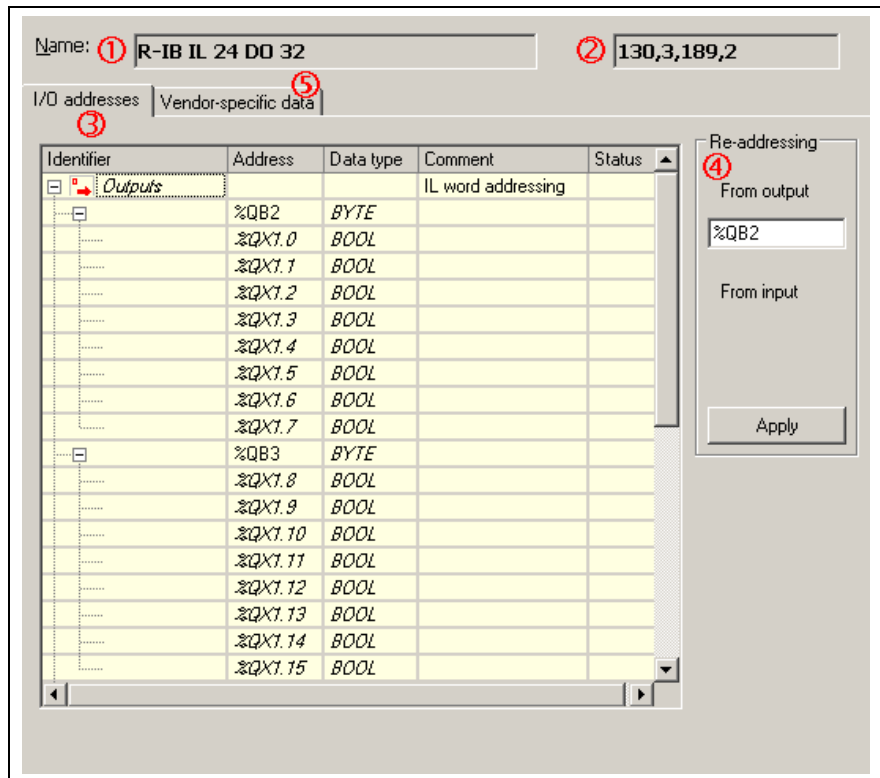 Name: ① R-IB IL 24 DO 32 ② 130,3,189,2
I/O addresses Vendor-specific data ⑤
③
Identifier Address Data type Comment Status
Outputs IL word addressing
%QB2 BYTE
%QX1.0 BOOL
%QX1.1 BOOL
%QX1.2 BOOL
%QX1.3 BOOL
%QX1.4 BOOL
%QX1.5 BOOL
%QX1.6 BOOL
%QX1.7 BOOL
%QB3 BYTE
%QX1.8 BOOL
%QX1.9 BOOL
%QX1.10 BOOL
%QX1.11 BOOL
%QX1.12 BOOL
%QX1.13 BOOL
%QX1.14 BOOL
%QX1.15 BOOL
Re-addressing
④
From output
%QB2
From input
Apply